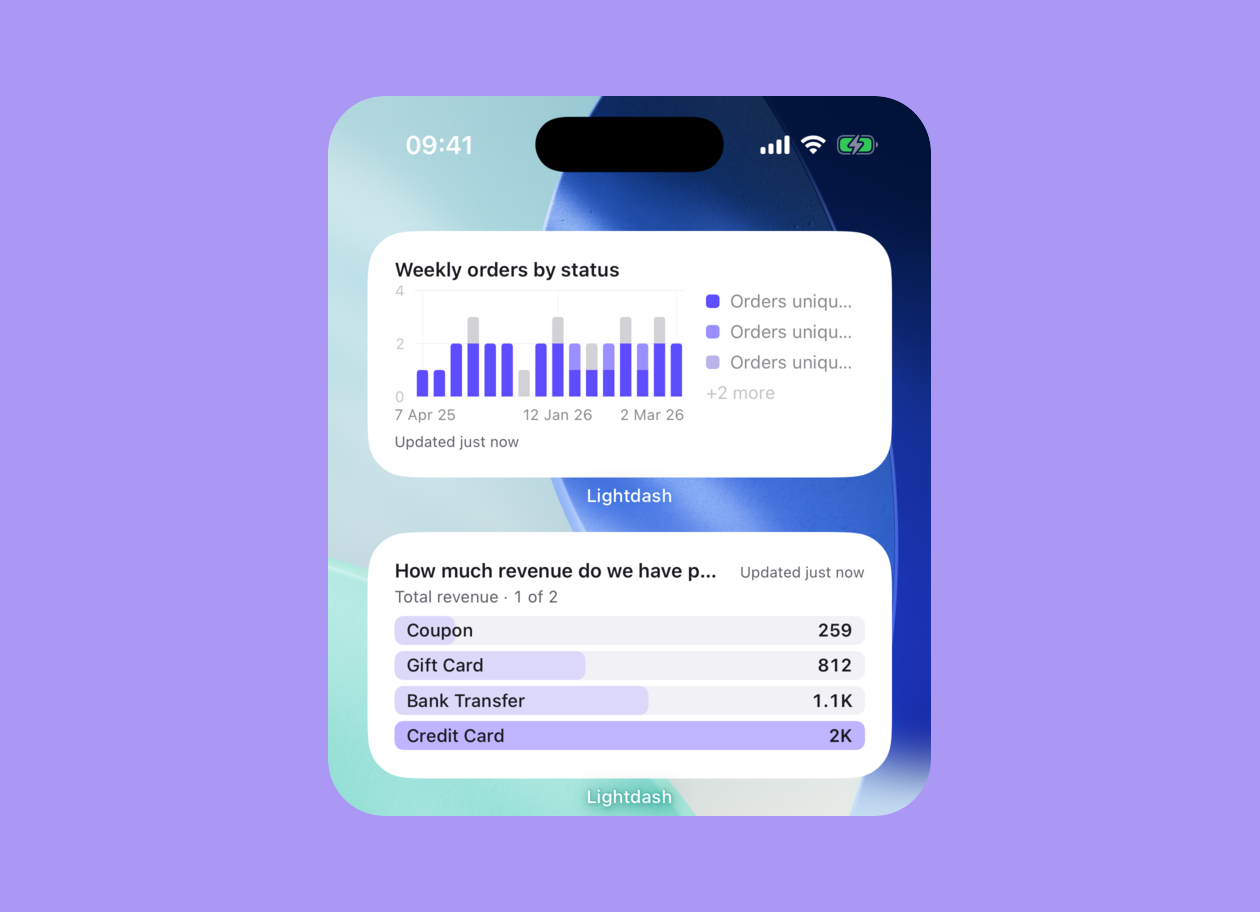 09:41
Weekly orders by status
4
2
0
7 Apr 25 12 Jan 26 2 Mar 26
Orders uniqu...
Orders uniqu...
Orders uniqu...
+2 more
Updated just now
Lightdash
How much revenue do we have p... Updated just now
Total revenue · 1 of 2
Coupon 259
Gift Card 812
Bank Transfer 1.1K
Credit Card 2K
Lightdash